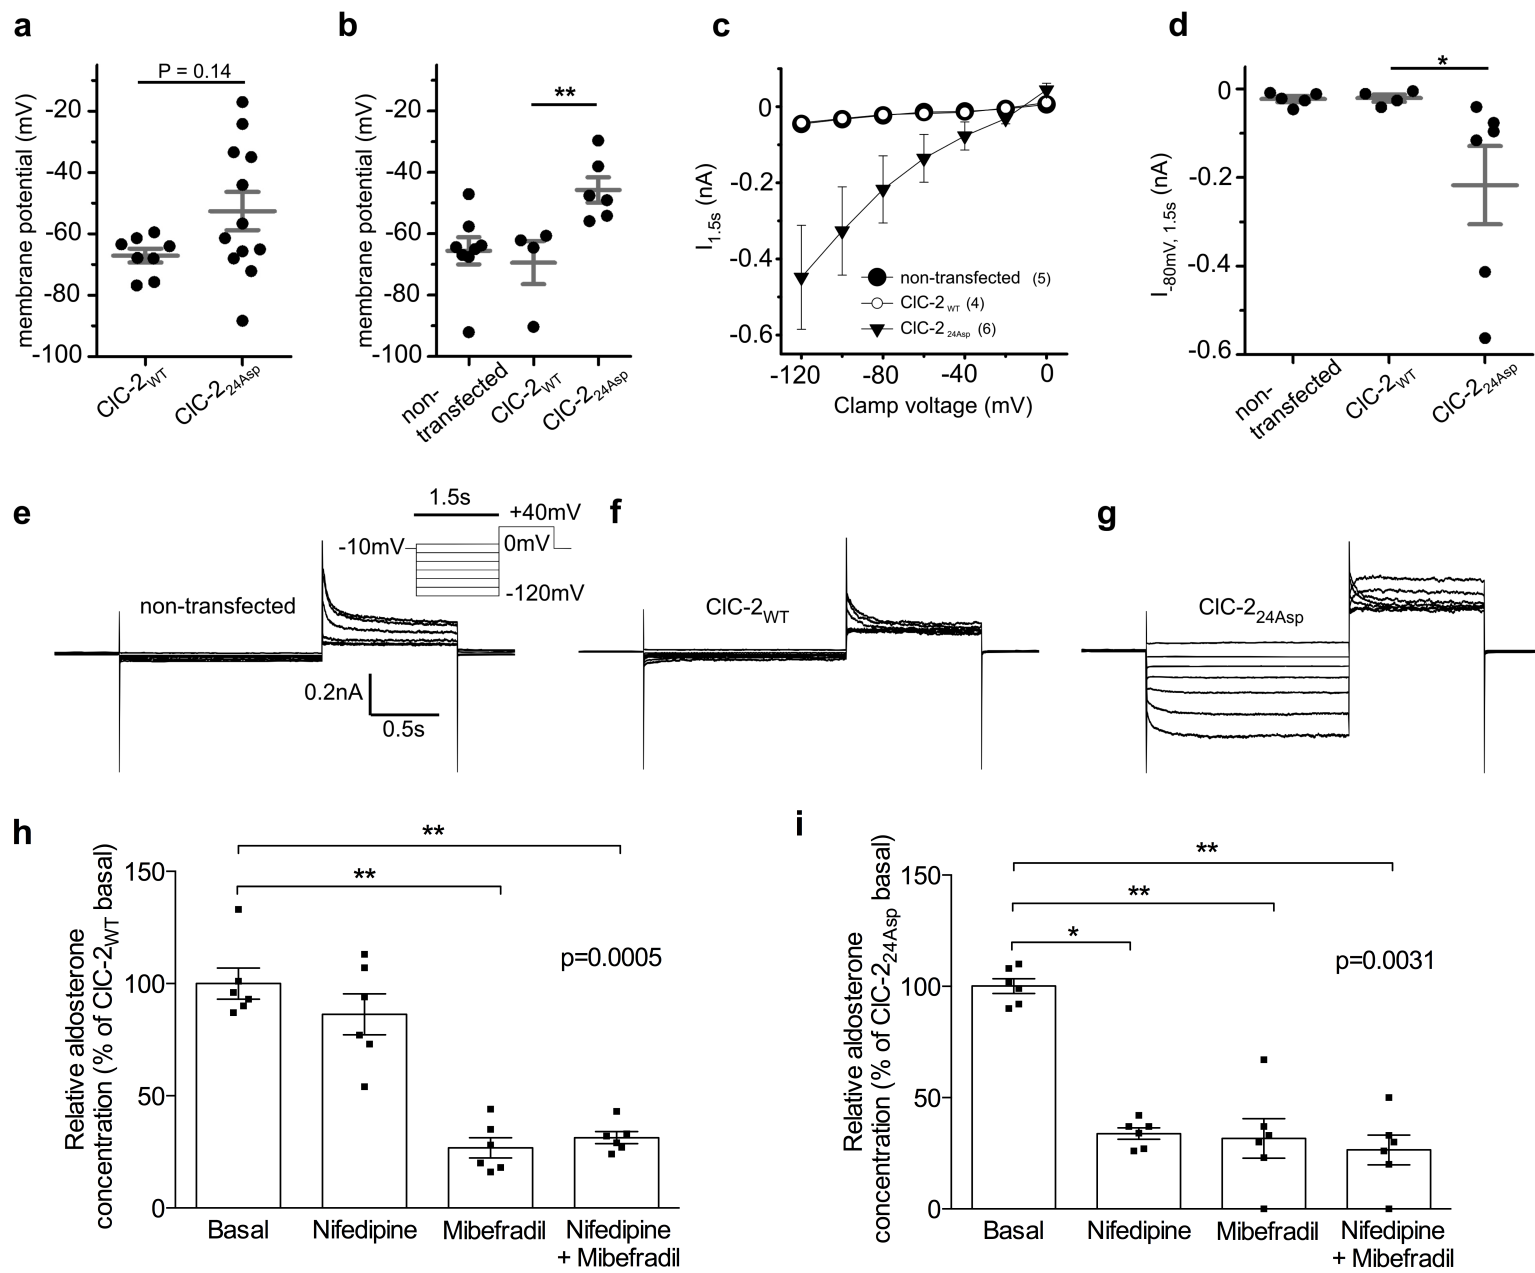 a
membrane potential (mV)
-20
-40
-60
-80
-100
P = 0.14
ClC-2WT
ClC-224Asp
b
membrane potential (mV)
-20
-40
-60
-80
-100
**
non-
transfected
ClC-2WT
ClC-224Asp
c
I1.5s (nA)
0
-0.2
-0.4
-0.6
non-transfected (5)
ClC-2WT (4)
ClC-224Asp (6)
-120
-80
-40
0
Clamp voltage (mV)
d
I-80mV, 1.5s (nA)
0
-0.2
-0.4
-0.6
*
non-
transfected
ClC-2WT
ClC-224Asp
e
1.5s
+40mV
-10mV
0mV
-120mV
non-transfected
0.2nA
0.5s
f
ClC-2WT
g
ClC-224Asp
h
Relative aldosterone
concentration (% of ClC-2WT basal)
150
100
50
0
**
**
p=0.0005
Basal
Nifedipine
Mibefradil
Nifedipine
+ Mibefradil
i
Relative aldosterone
concentration (% of ClC-224Asp basal)
150
100
50
0
**
**
*
p=0.0031
Basal
Nifedipine
Mibefradil
Nifedipine
+ Mibefradil